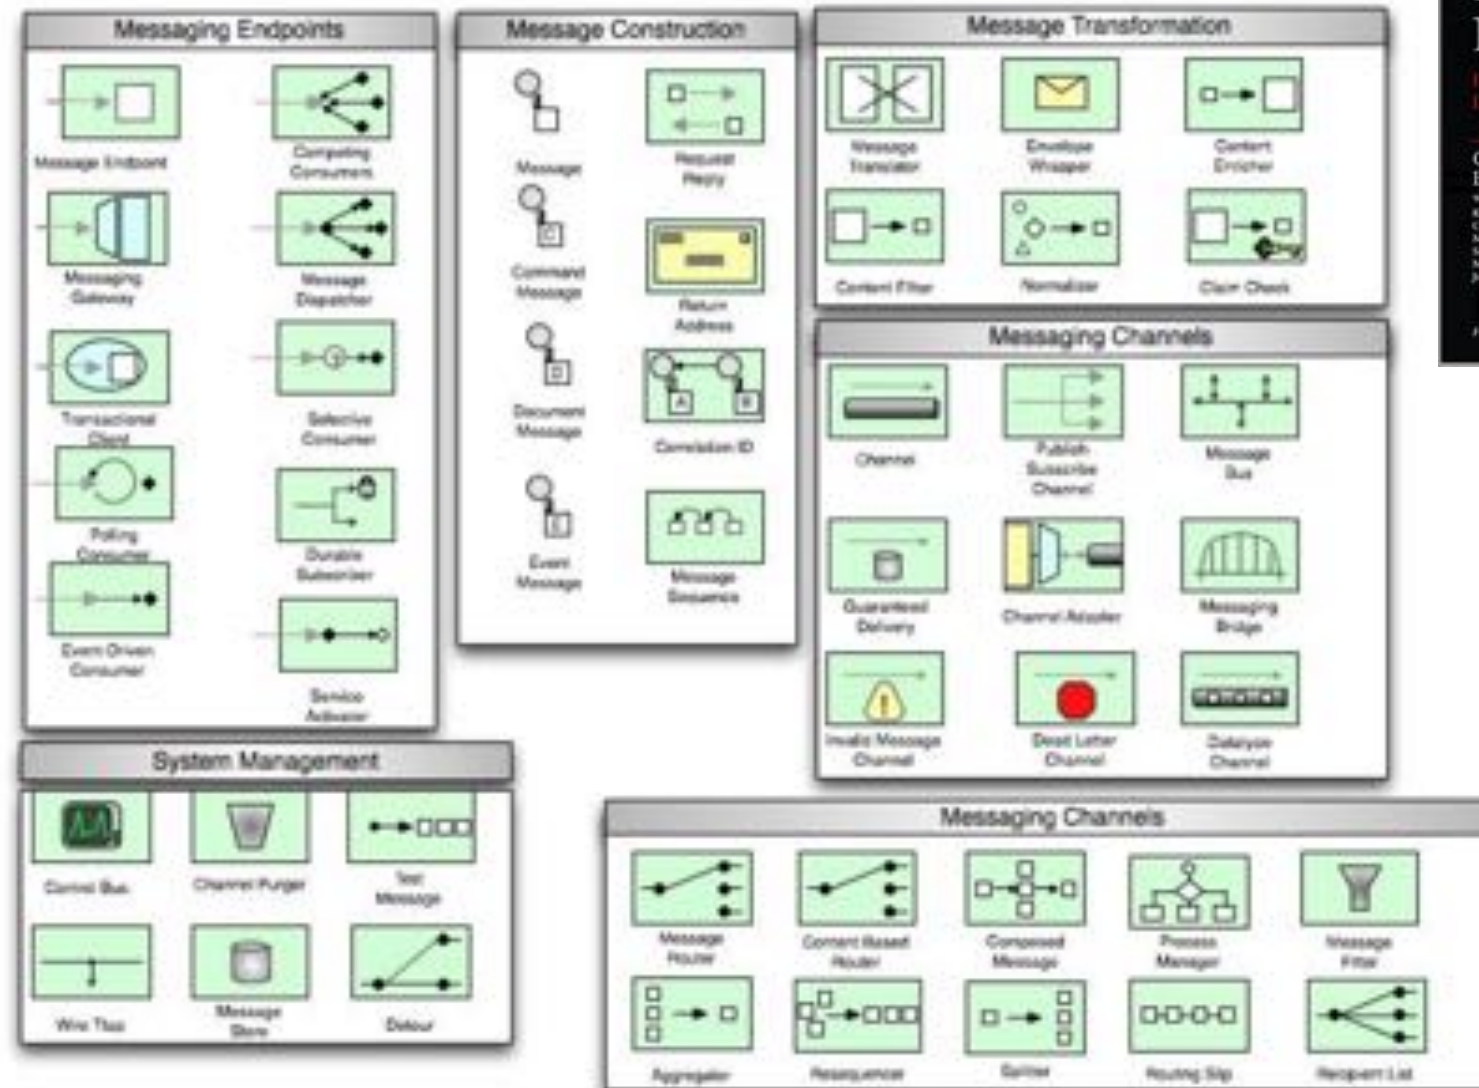 Messaging Endpoints
Message Endpoint
Competing
Consumers
Messaging
Gateway
Message
Dispatcher
Transactional
Client
Selective
Consumer
Polling
Consumer
Durable
Subscriber
Event Driven
Consumer
Service
Activator
Message Construction
Message
Request
Reply
C
Command
Message
Return
Address
D
Document
Message
A
B
Correlation ID
E
Event
Message
Message
Sequence
Message Transformation
Message
Translator
Envelope
Wrapper
Content
Enricher
Content Filter
Normalizer
Claim Check
Messaging Channels
Channel
Publish
Subscribe
Channel
Message
Bus
Guaranteed
Delivery
Channel Adapter
Messaging
Bridge
Invalid Message
Channel
Dead Letter
Channel
Datatype
Channel
System Management
Control Bus
Channel Purger
Test
Message
Wire Tap
Message
Store
Detour
Messaging Channels
Message
Router
Content Based
Router
Composed
Message
Process
Manager
Message
Filter
Aggregator
Resequencer
Splitter
Routing Slip
Recipient List